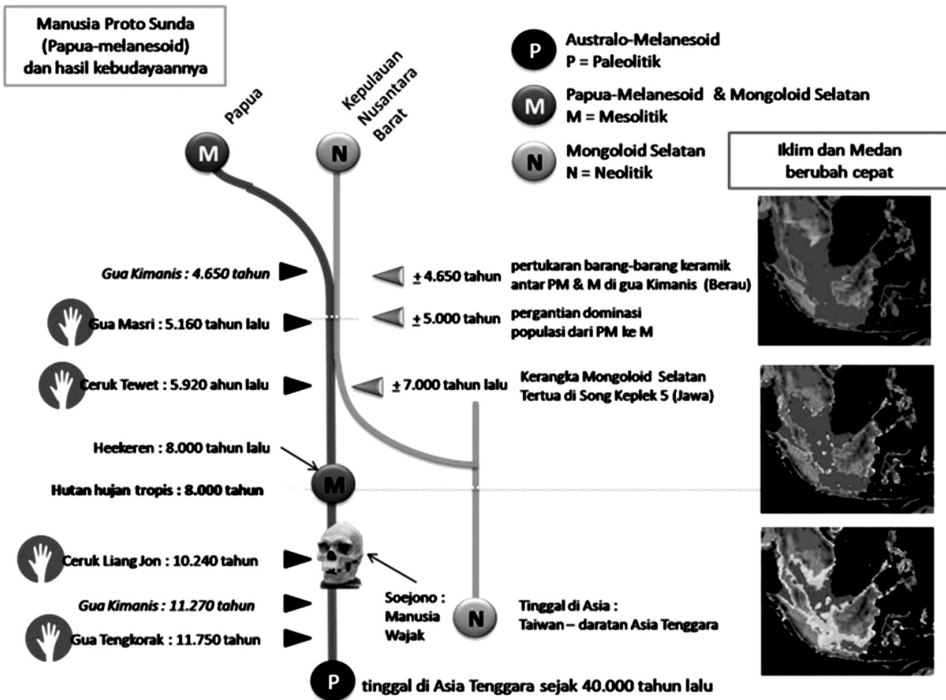 Manusia Proto Sunda
(Papua-melanesoid)
dan hasil kebudayaannya
P
Australo-Melanesoid
P = Paleolitik
M
Papua-Melanesoid & Mongoloid Selatan
M = Mesolitik
N
Mongoloid Selatan
N = Neolitik
Iklim dan Medan
berubah cepat
Papua
Kepulauan
Nusantara
Barat
M
N
Gua Kimanis : 4.650 tahun
± 4.650 tahun
pertukaran barang-barang keramik
antar PM & M di gua Kimanis (Berau)
Gua Masri : 5.160 tahun lalu
± 5.000 tahun
pergantian dominasi
populasi dari PM ke M
Ceruk Tewet : 5.920 ahun lalu
± 7.000 tahun lalu
Kerangka Mongoloid Selatan
Tertua di Song Keplek 5 (Jawa)
Heekeren : 8.000 tahun lalu
M
Hutan hujan tropis : 8.000 tahun
Ceruk Liang Jon : 10.240 tahun
Soejono :
Manusia
Wajak
Gua Kimanis : 11.270 tahun
Gua Tengkorak : 11.750 tahun
N
Tinggal di Asia :
Taiwan – daratan Asia Tenggara
P
tinggal di Asia Tenggara sejak 40.000 tahun lalu